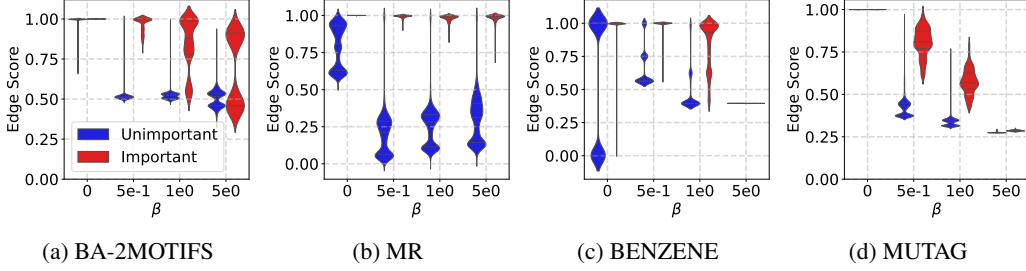 1.00
0.75
0.50
0.25
0.00
Edge Score
Unimportant
Important
0 5e-1 1e0 5e0
β
(a) BA-2MOTIFS
1.00
0.75
0.50
0.25
0.00
Edge Score
0 5e-1 1e0 5e0
β
(b) MR
1.00
0.75
0.50
0.25
0.00
Edge Score
0 5e-1 1e0 5e0
β
(c) BENZENE
1.00
0.75
0.50
0.25
0.00
Edge Score
0 5e-1 1e0 5e0
β
(d) MUTAG